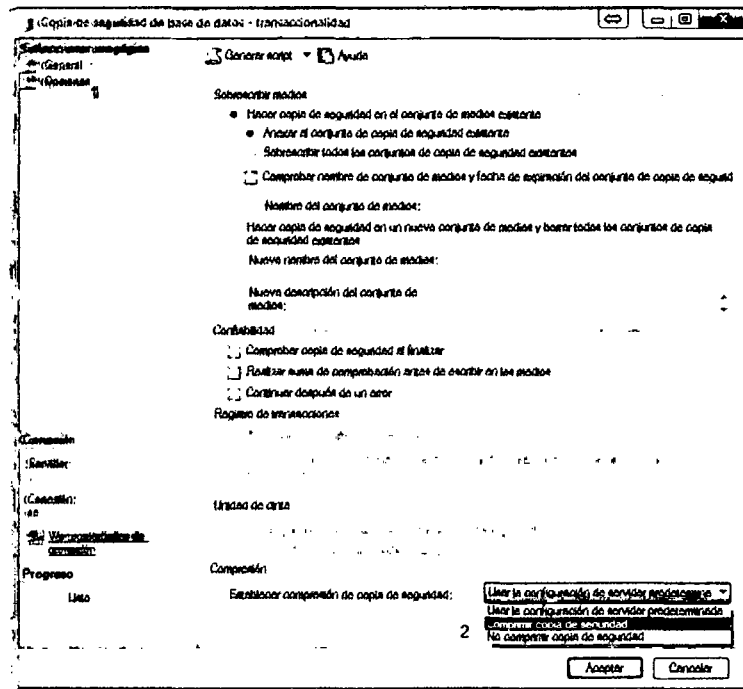 Copia de seguridad de base de datos - transaccionalidad
Seleccionar una página
General
Opciones
Generar script
Ayuda
Sobrescribir medios
Hacer copia de seguridad en el conjunto de medios existente
Anexar al conjunto de copia de seguridad existente
Sobrescribir todos los conjuntos de copia de seguridad existentes
Comprobar nombre de conjunto de medios y fecha de expiración del conjunto de copia de segurid
Nombre del conjunto de medios:
Hacer copia de seguridad en un nuevo conjunto de medios y borrar todos los conjuntos de copia
de seguridad existentes
Nuevo nombre del conjunto de medios:
Nueva descripción del conjunto de
medios:
Confiabilidad
Comprobar copia de seguridad al finalizar
Realizar suma de comprobación antes de escribir en los medios
Continuar después de un error
Registro de transacciones
Conexión
Servidor:
Conexión:
sa
Unidad de cinta
Ver propiedades de
conexión
Progreso
Listo
Compresión
Establecer compresión de copia de seguridad:
Usar la configuración de servidor predetermina
Usar la configuración de servidor predeterminada
Comprimir copia de seguridad
No comprimir copia de seguridad
2
Aceptar
Cancelar